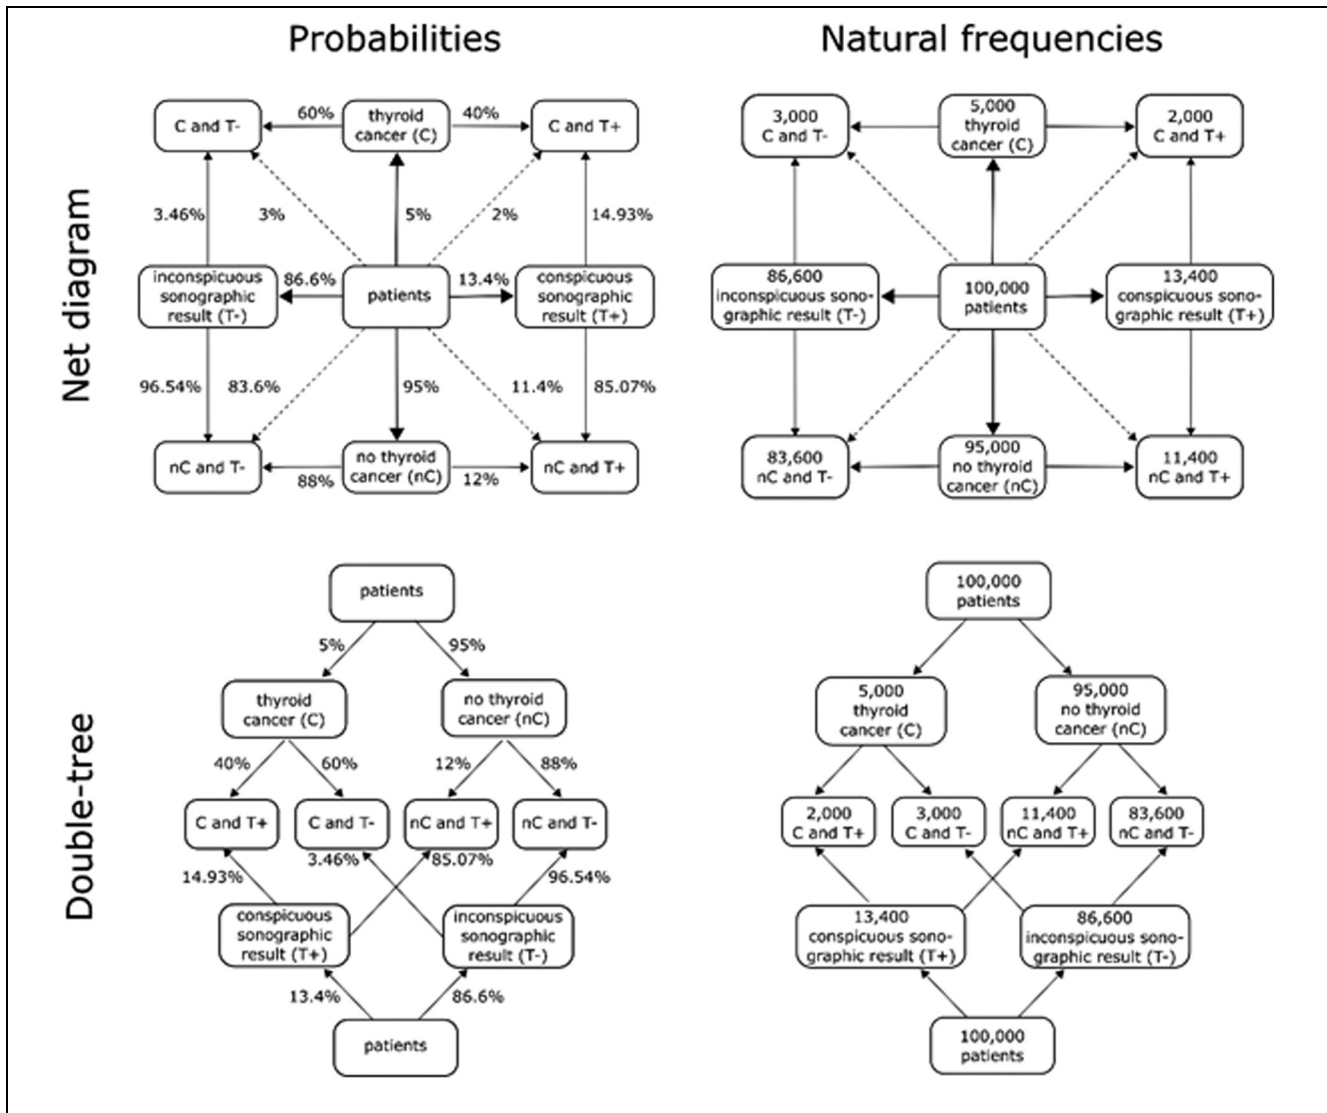 Probabilities
Natural frequencies
Net diagram
C and T-
60%
thyroid
cancer (C)
40%
C and T+
3.46%
3%
5%
2%
14.93%
inconspicuous
sonographic
result (T-)
86.6%
patients
13.4%
conspicuous
sonographic
result (T+)
96.54%
83.6%
95%
11.4%
85.07%
nC and T-
88%
no thyroid
cancer (nC)
12%
nC and T+
3,000
C and T-
5,000
thyroid
cancer (C)
2,000
C and T+
86,600
inconspicuous sono-
graphic result (T-)
100,000
patients
13,400
conspicuous sono-
graphic result (T+)
83,600
nC and T-
95,000
no thyroid
cancer (nC)
11,400
nC and T+
Double-tree
patients
5%
95%
thyroid
cancer (C)
no thyroid
cancer (nC)
40%
60%
12%
88%
C and T+
C and T-
nC and T+
nC and T-
14.93%
3.46%
85.07%
96.54%
conspicuous
sonographic
result (T+)
inconspicuous
sonographic
result (T-)
13.4%
86.6%
patients
100,000
patients
5,000
thyroid
cancer (C)
95,000
no thyroid
cancer (nC)
2,000
C and T+
3,000
C and T-
11,400
nC and T+
83,600
nC and T-
13,400
conspicuous sono-
graphic result (T+)
86,600
inconspicuous sono-
graphic result (T-)
100,000
patients